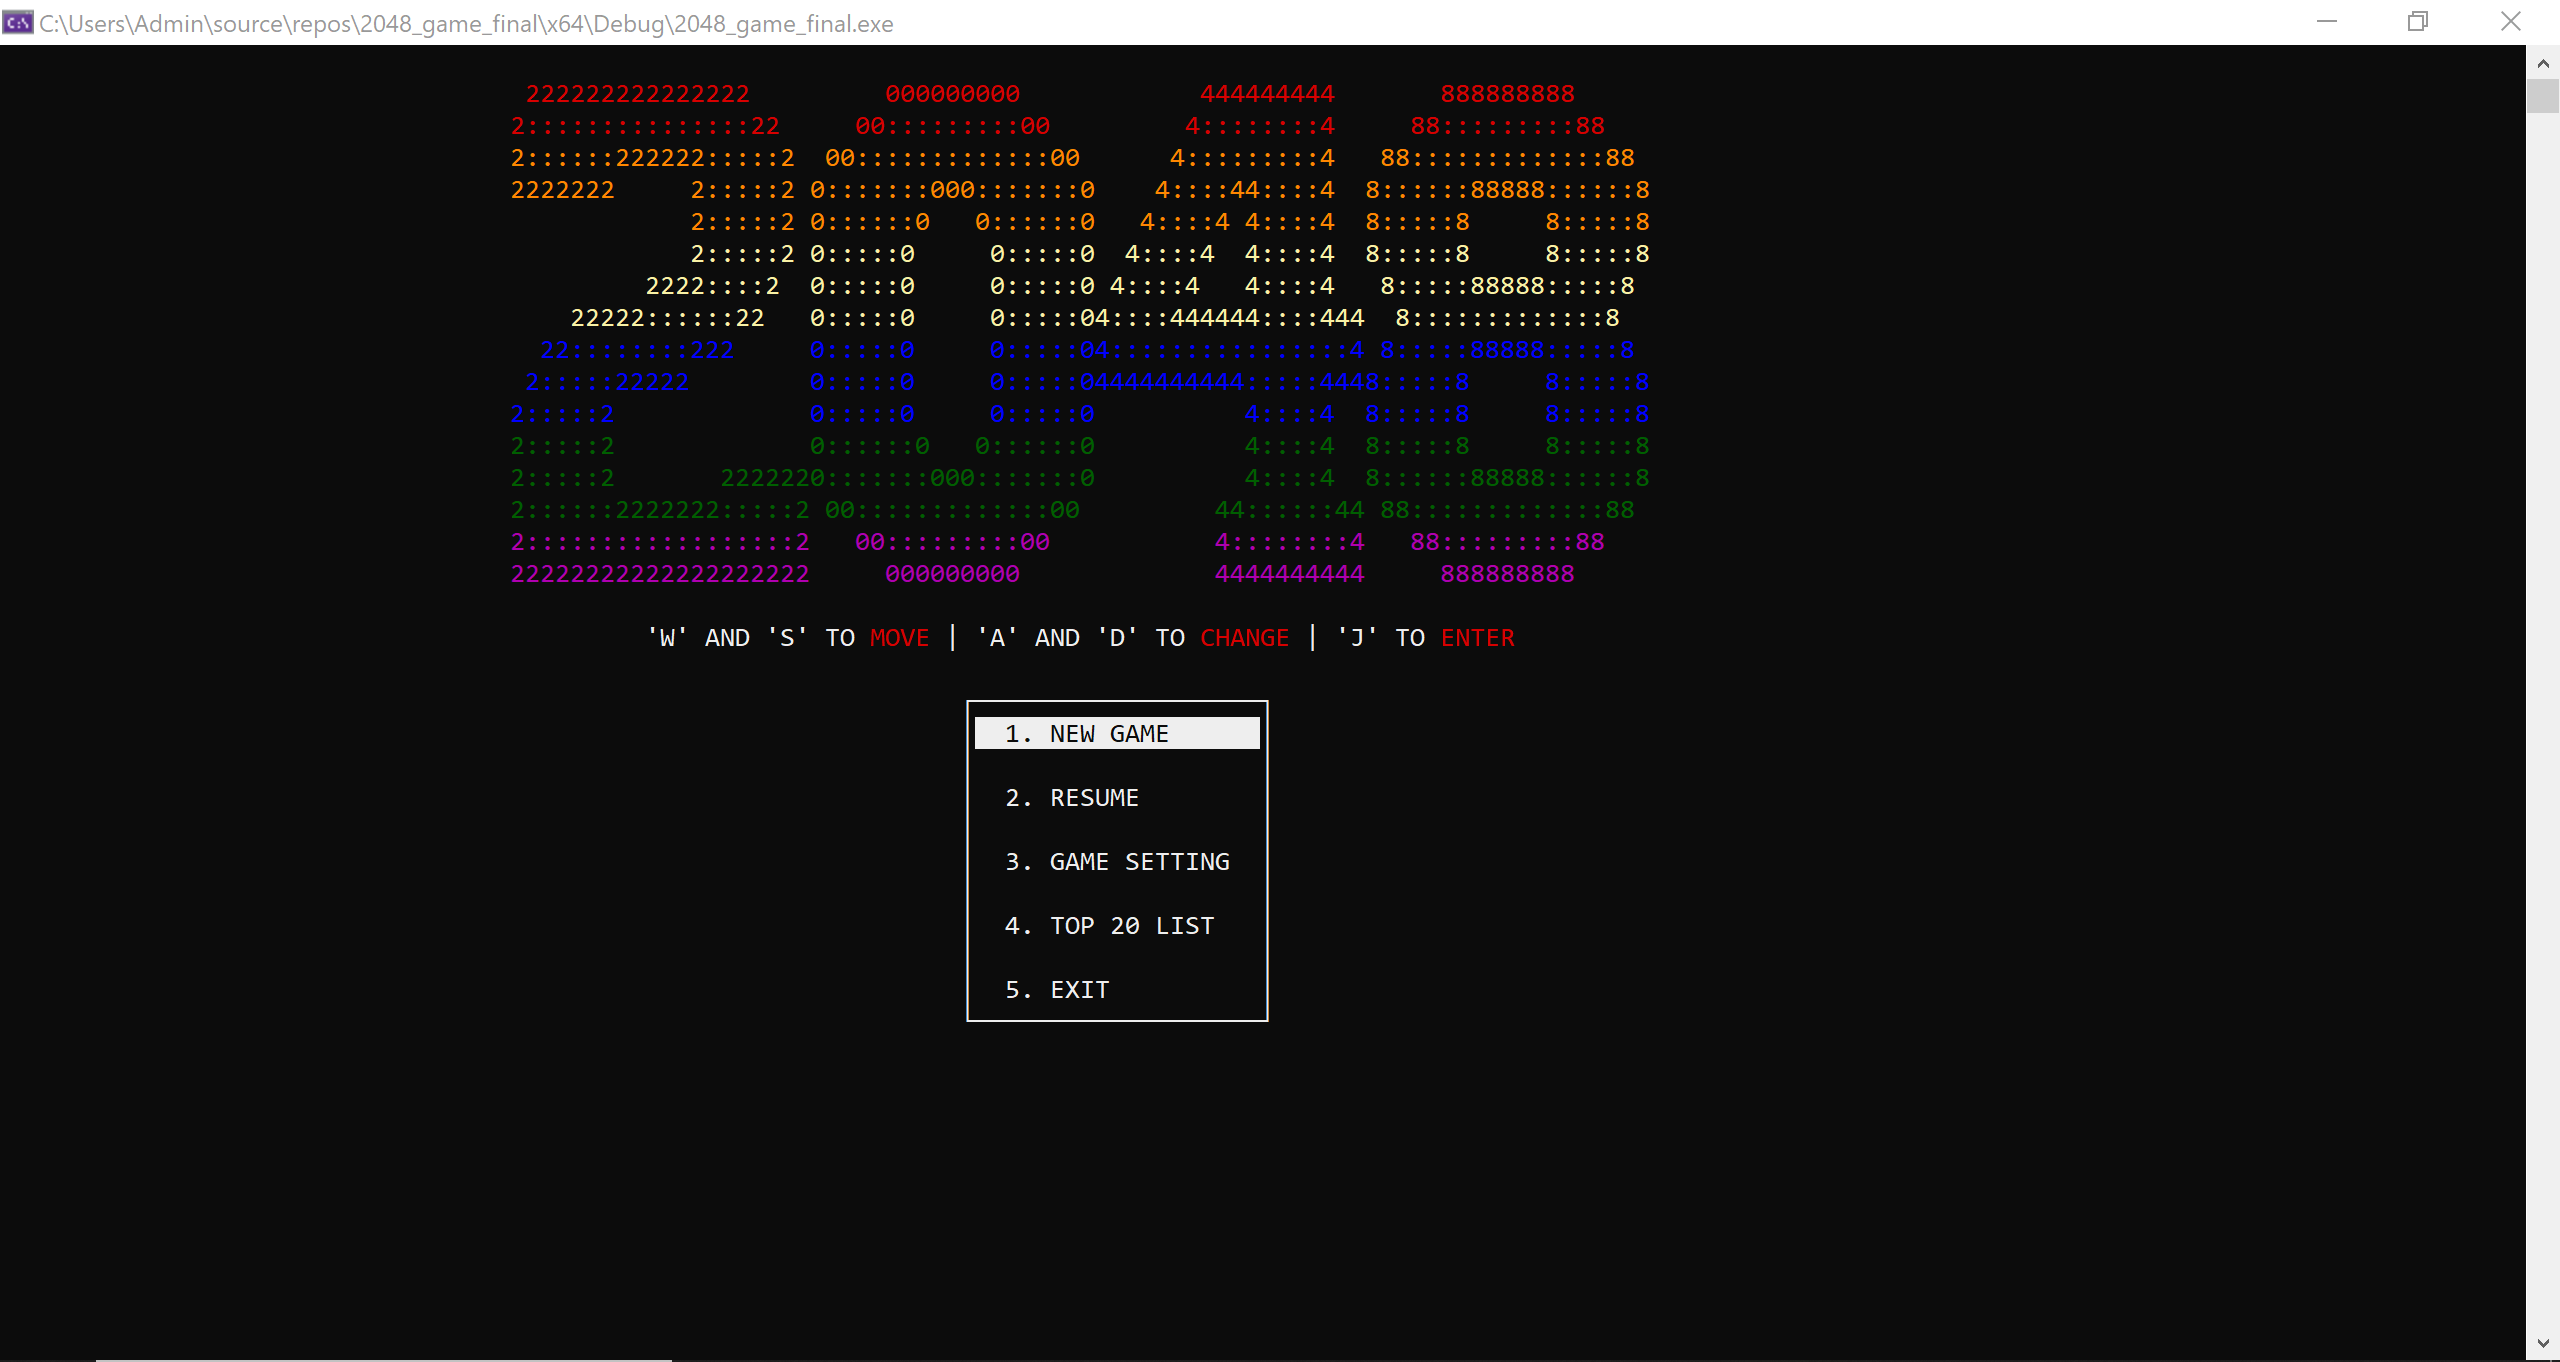 C:\Users\Admin\source\repos\2048_game_final\x64\Debug\2048_game_final.exe
 222222222222222         000000000            444444444       888888888
2:::::::::::::::22     00:::::::::00         4::::::::4     88:::::::::88
2::::::222222:::::2  00:::::::::::::00      4:::::::::4   88:::::::::::::88
2222222     2:::::2 0:::::::000:::::::0    4::::44::::4  8::::::88888::::::8
            2:::::2 0::::::0   0::::::0   4::::4 4::::4  8:::::8     8:::::8
            2:::::2 0:::::0     0:::::0  4::::4  4::::4  8:::::8     8:::::8
         2222::::2  0:::::0     0:::::0 4::::4   4::::4   8:::::88888:::::8
    22222::::::22   0:::::0     0:::::04::::444444::::444  8:::::::::::::8
  22::::::::222     0:::::0     0:::::04::::::::::::::::4 8:::::88888:::::8
 2:::::22222        0:::::0     0:::::04444444444:::::4448:::::8     8:::::8
2:::::2             0:::::0     0:::::0          4::::4  8:::::8     8:::::8
2:::::2             0::::::0   0::::::0          4::::4  8:::::8     8:::::8
2:::::2       2222220:::::::000:::::::0          4::::4  8::::::88888::::::8
2::::::2222222:::::2 00:::::::::::::00         44::::::44 88:::::::::::::88
2::::::::::::::::::2   00:::::::::00           4::::::::4   88:::::::::88
22222222222222222222     000000000             4444444444     888888888
'W' AND 'S' TO MOVE | 'A' AND 'D' TO CHANGE | 'J' TO ENTER
1. NEW GAME
2. RESUME
3. GAME SETTING
4. TOP 20 LIST
5. EXIT